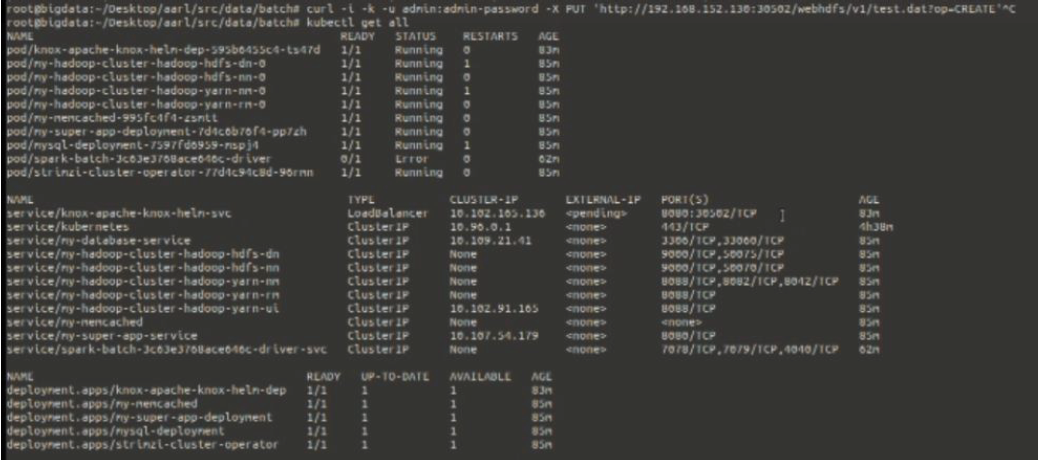 root@bigdata:~/Desktop/aarl/src/data/batch# curl -i -k -u admin:admin-password -X PUT 'http://192.168.152.130:30502/webhdfs/v1/test.dat?op=CREATE'^C
root@bigdata:~/Desktop/aarl/src/data/batch# kubectl get all
NAME READY STATUS RESTARTS AGE
pod/knox-apache-knox-helm-dep-595b6455c4-ts47d 1/1 Running 0 83m
pod/my-hadoop-cluster-hadoop-hdfs-dn-0 1/1 Running 1 85m
pod/my-hadoop-cluster-hadoop-hdfs-nn-0 1/1 Running 0 85m
pod/my-hadoop-cluster-hadoop-yarn-nm-0 1/1 Running 1 85m
pod/my-hadoop-cluster-hadoop-yarn-rm-0 1/1 Running 0 85m
pod/my-memcached-995fc4f4-zsmtt 1/1 Running 0 85m
pod/my-super-app-deployment-7d4c6b76f4-pp7zh 1/1 Running 0 85m
pod/mysql-deployment-7597fd6959-mspj4 1/1 Running 1 85m
pod/spark-batch-3c63e3768ace646c-driver 0/1 Error 0 62m
pod/strimzi-cluster-operator-77d4c94c8d-96rmn 1/1 Running 0 85m
NAME TYPE CLUSTER-IP EXTERNAL-IP PORT(S) AGE
service/knox-apache-knox-helm-svc LoadBalancer 10.102.165.136 <pending> 8080:30502/TCP 83m
service/kubernetes ClusterIP 10.96.0.1 <none> 443/TCP 4h38m
service/my-database-service ClusterIP 10.109.21.41 <none> 3306/TCP,33060/TCP 85m
service/my-hadoop-cluster-hadoop-hdfs-dn ClusterIP None <none> 9000/TCP,50075/TCP 85m
service/my-hadoop-cluster-hadoop-hdfs-nn ClusterIP None <none> 9000/TCP,50070/TCP 85m
service/my-hadoop-cluster-hadoop-yarn-nm ClusterIP None <none> 8088/TCP,8082/TCP,8042/TCP 85m
service/my-hadoop-cluster-hadoop-yarn-rm ClusterIP None <none> 8088/TCP 85m
service/my-hadoop-cluster-hadoop-yarn-ui ClusterIP 10.102.91.165 <none> 8088/TCP 85m
service/my-memcached ClusterIP None <none> <none> 85m
service/my-super-app-service ClusterIP 10.107.54.179 <none> 8080/TCP 85m
service/spark-batch-3c63e3768ace646c-driver-svc ClusterIP None <none> 7078/TCP,7079/TCP,4040/TCP 62m
NAME READY UP-TO-DATE AVAILABLE AGE
deployment.apps/knox-apache-knox-helm-dep 1/1 1 1 83m
deployment.apps/my-memcached 1/1 1 1 85m
deployment.apps/my-super-app-deployment 1/1 1 1 85m
deployment.apps/mysql-deployment 1/1 1 1 85m
deployment.apps/strimzi-cluster-operator 1/1 1 1 85m